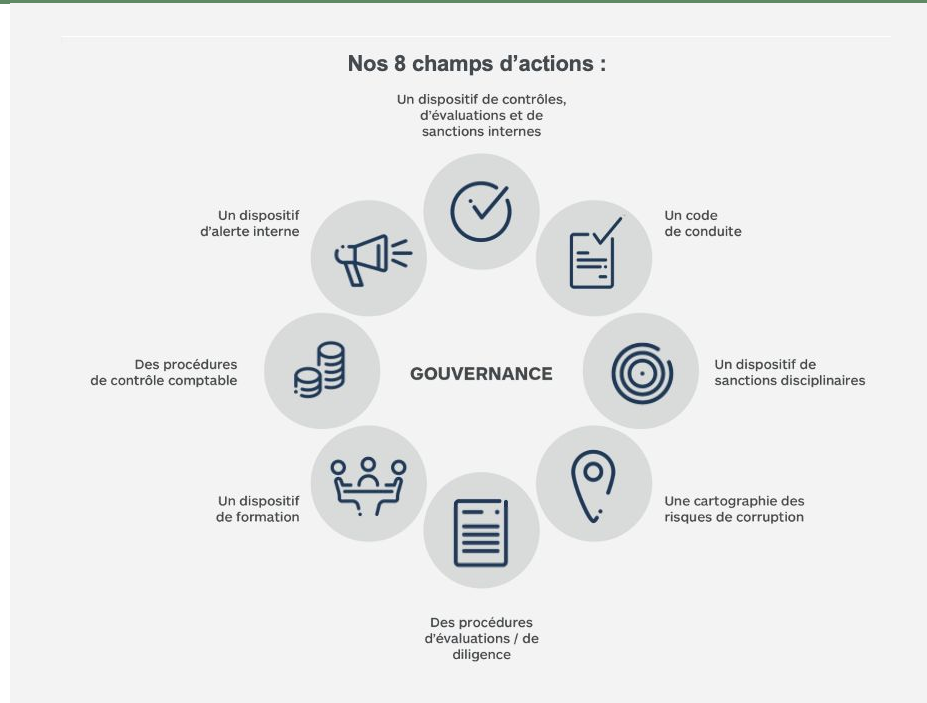 Nos 8 champs d'actions :
Un dispositif de contrôles,
d'évaluations et de
sanctions internes
Un dispositif
d'alerte interne
Un code
de conduite
Des procédures
de contrôle comptable
GOUVERNANCE
Un dispositif de
sanctions disciplinaires
Un dispositif
de formation
Une cartographie des
risques de corruption
Des procédures
d'évaluations / de
diligence